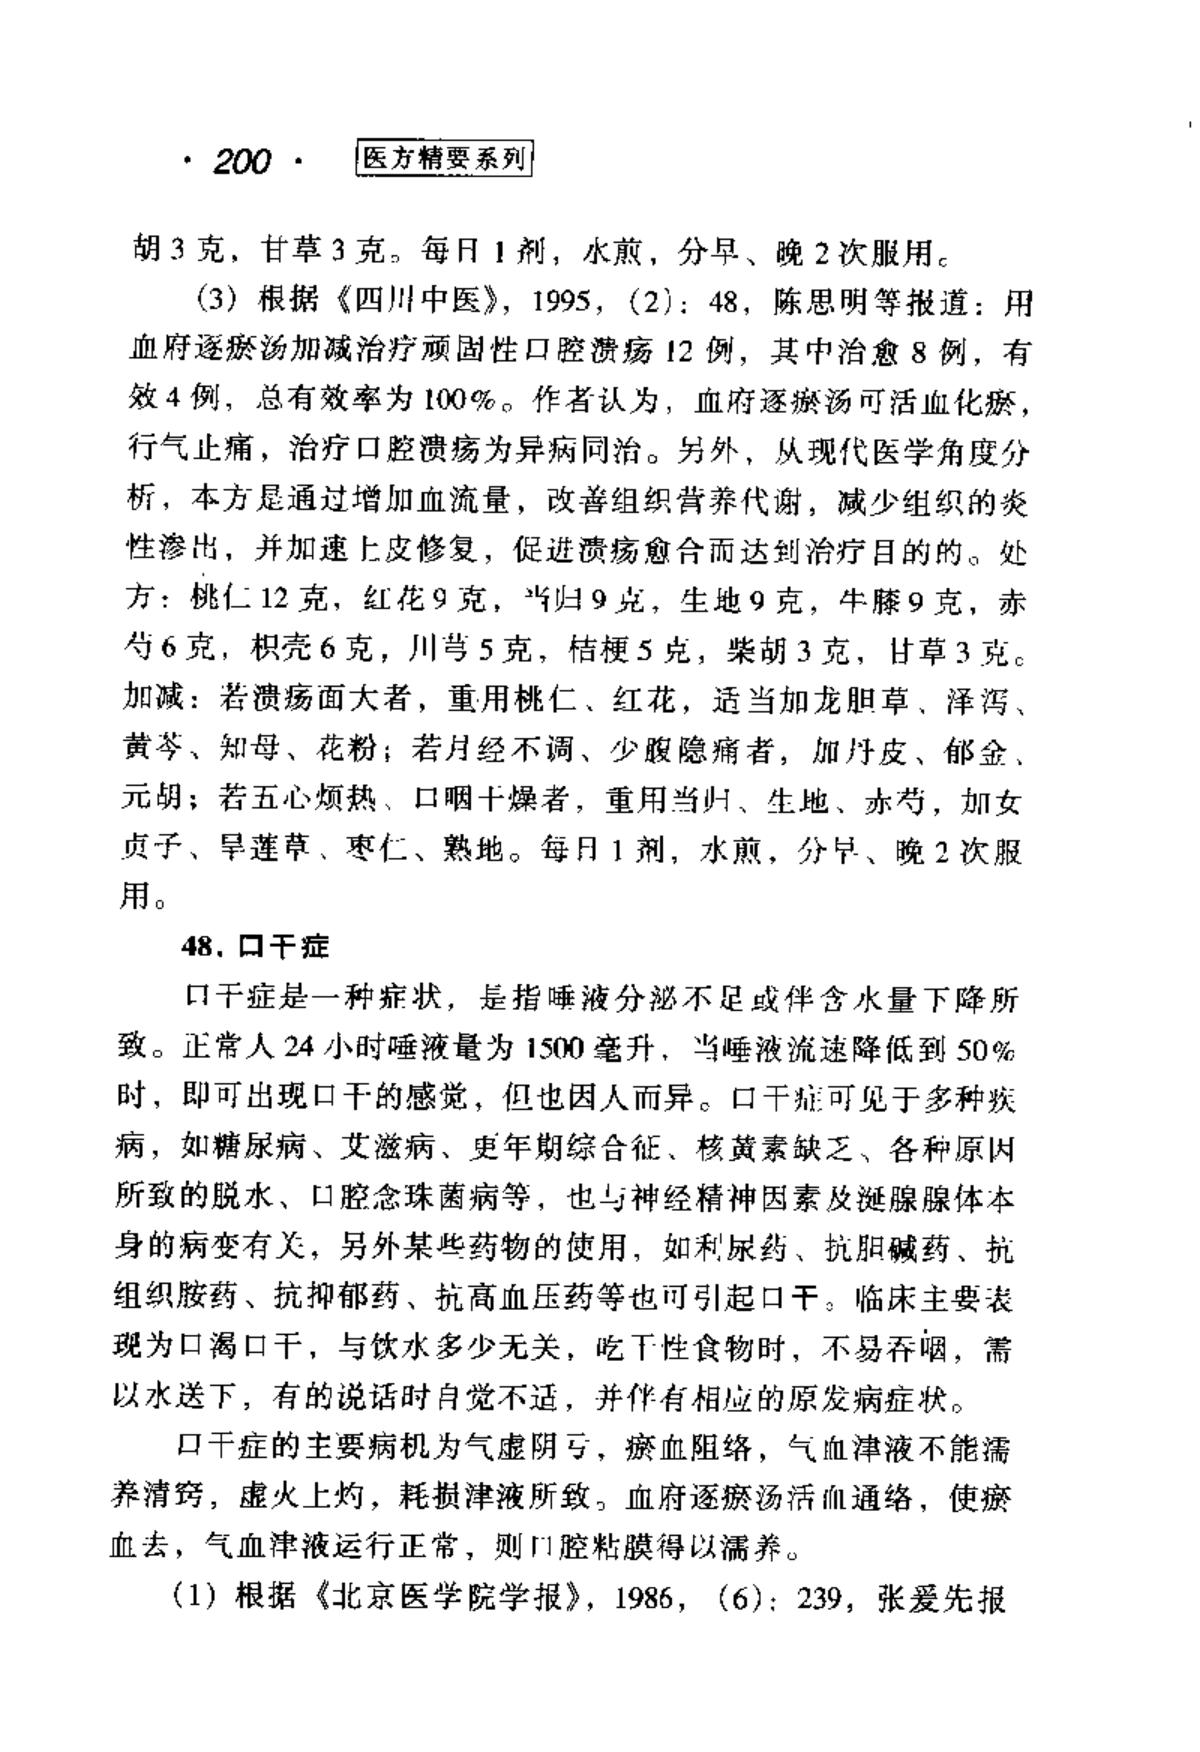 · 200 · 医方精要系列
胡 3 克，甘草 3 克。每日 1 剂，水煎，分早、晚 2 次服用。
（3）根据《四川中医》，1995，（2）：48，陈思明等报道：用
血府逐瘀汤加减治疗顽固性口腔溃疡 12 例，其中治愈 8 例，有
效 4 例，总有效率为 100%。作者认为，血府逐瘀汤可活血化瘀，
行气止痛，治疗口腔溃疡为异病同治。另外，从现代医学角度分
析，本方是通过增加血流量，改善组织营养代谢，减少组织的炎
性渗出，并加速上皮修复，促进溃疡愈合而达到治疗目的的。处
方：桃仁 12 克，红花 9 克，当归 9 克，生地 9 克，牛膝 9 克，赤
芍 6 克，枳壳 6 克，川芎 5 克，桔梗 5 克，柴胡 3 克，甘草 3 克。
加减：若溃疡面大者，重用桃仁、红花，适当加龙胆草、泽泻、
黄芩、知母、花粉；若月经不调、少腹隐痛者，加丹皮、郁金、
元胡；若五心烦热、口咽干燥者，重用当归、生地、赤芍，加女
贞子、旱莲草、枣仁、熟地。每日 1 剂，水煎，分早、晚 2 次服
用。
48. 口干症
口干症是一种症状，是指唾液分泌不足或伴含水量下降所
致。正常人 24 小时唾液量为 1500 毫升，当唾液流速降低到 50%
时，即可出现口干的感觉，但也因人而异。口干症可见于多种疾
病，如糖尿病、艾滋病、更年期综合征、核黄素缺乏、各种原因
所致的脱水、口腔念珠菌病等，也与神经精神因素及涎腺腺体本
身的病变有关，另外某些药物的使用，如利尿药、抗胆碱药、抗
组织胺药、抗抑郁药、抗高血压药等也可引起口干。临床主要表
现为口渴口干，与饮水多少无关，吃干性食物时，不易吞咽，需
以水送下，有的说话时自觉不适，并伴有相应的原发病症状。
口干症的主要病机为气虚阴亏，瘀血阻络，气血津液不能濡
养清窍，虚火上灼，耗损津液所致。血府逐瘀汤活血通络，使瘀
血去，气血津液运行正常，则口腔粘膜得以濡养。
（1）根据《北京医学院学报》，1986，（6）：239，张爰先报